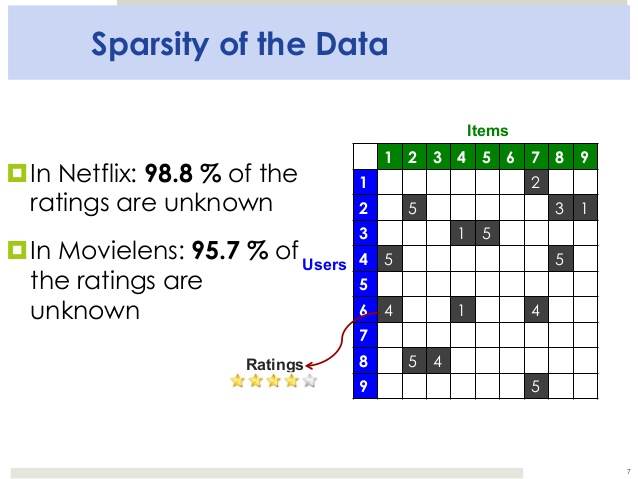 Sparsity of the Data
In Netflix: 98.8 % of the
ratings are unknown
In Movielens: 95.7 % of
the ratings are
unknown
Items
1 2 3 4 5 6 7 8 9
Users
1 2
2 5 3 1
3 1 5
4 5 5
5
6 4 1 4
7
8 5 4
9 5
Ratings
7